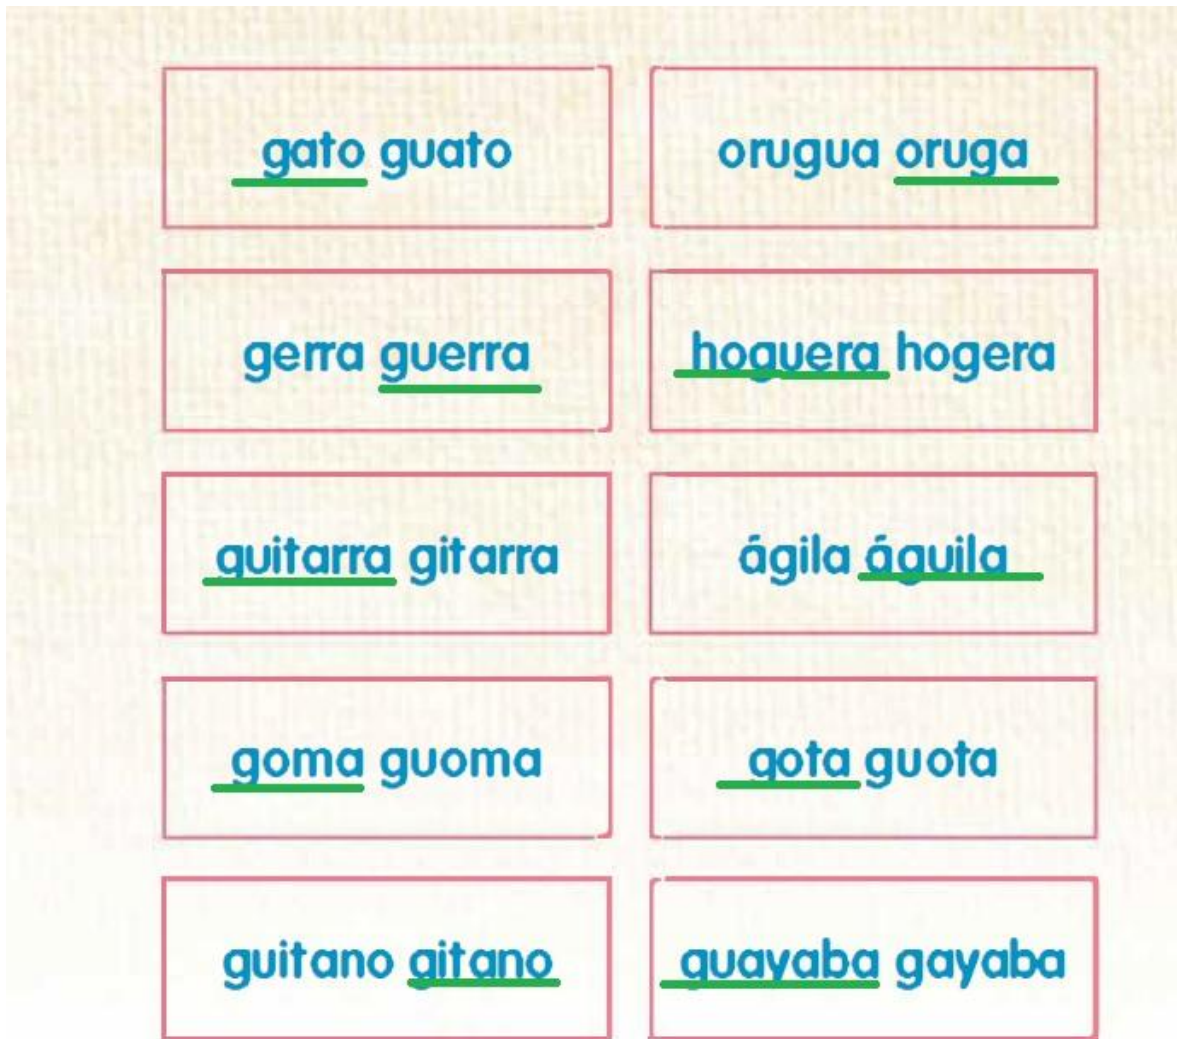 gato guato
orugua oruga
gerra guerra
hoguera hogera
guitarra gitarra
ágila águila
goma guoma
gota guota
guitano gitano
guayaba gayaba